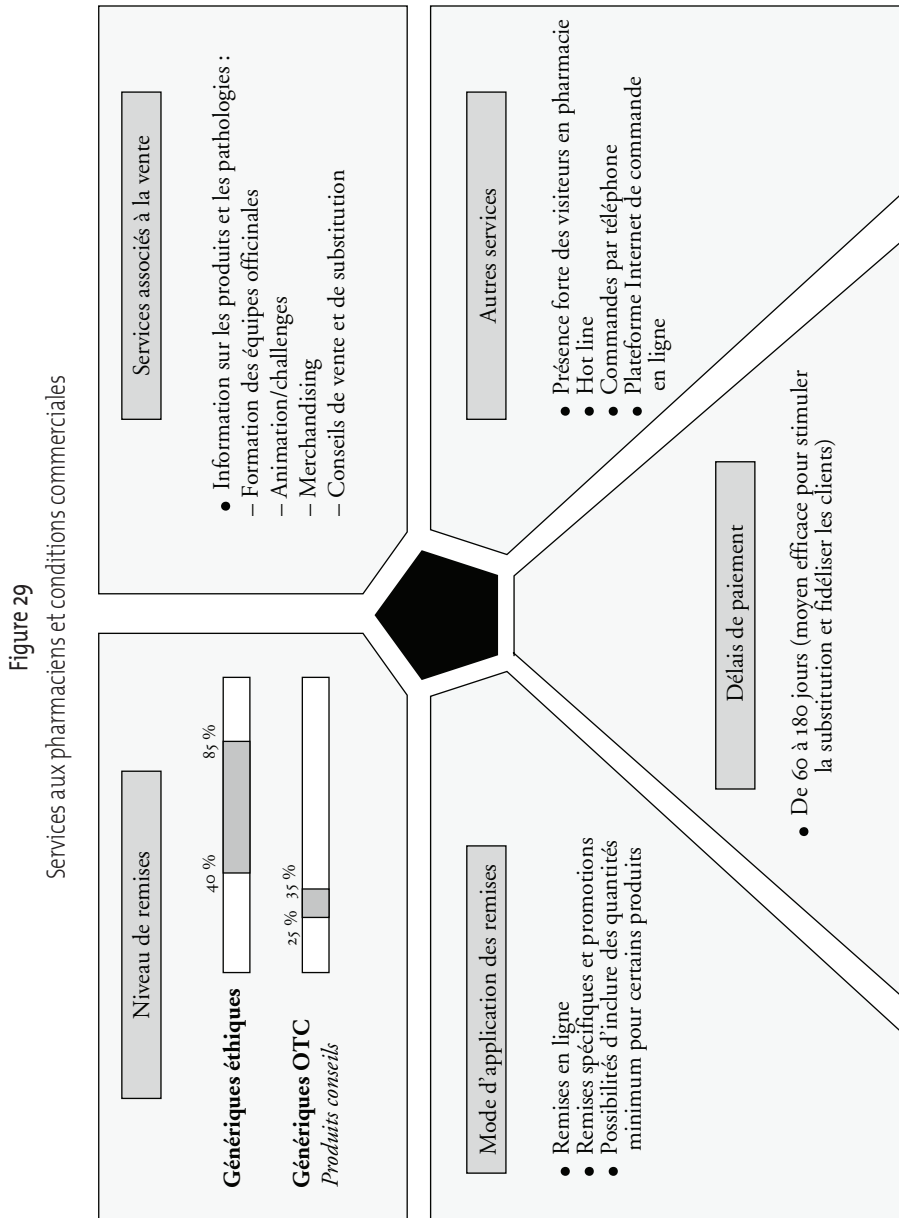 Figure 29
Services aux pharmaciens et conditions commerciales
Niveau de remises
40 % 85 %
Génériques éthiques
25 % 35 %
Génériques OTC
Produits conseils
Services associés à la vente
• Information sur les produits et les pathologies :
– Formation des équipes officinales
– Animation/challenges
– Merchandising
– Conseils de vente et de substitution
Mode d'application des remises
• Remises en ligne
• Remises spécifiques et promotions
• Possibilités d'inclure des quantités
minimum pour certains produits
Délais de paiement
• De 60 à 180 jours (moyen efficace pour stimuler
la substitution et fidéliser les clients)
Autres services
• Présence forte des visiteurs en pharmacie
• Hot line
• Commandes par téléphone
• Plateforme Internet de commande
en ligne